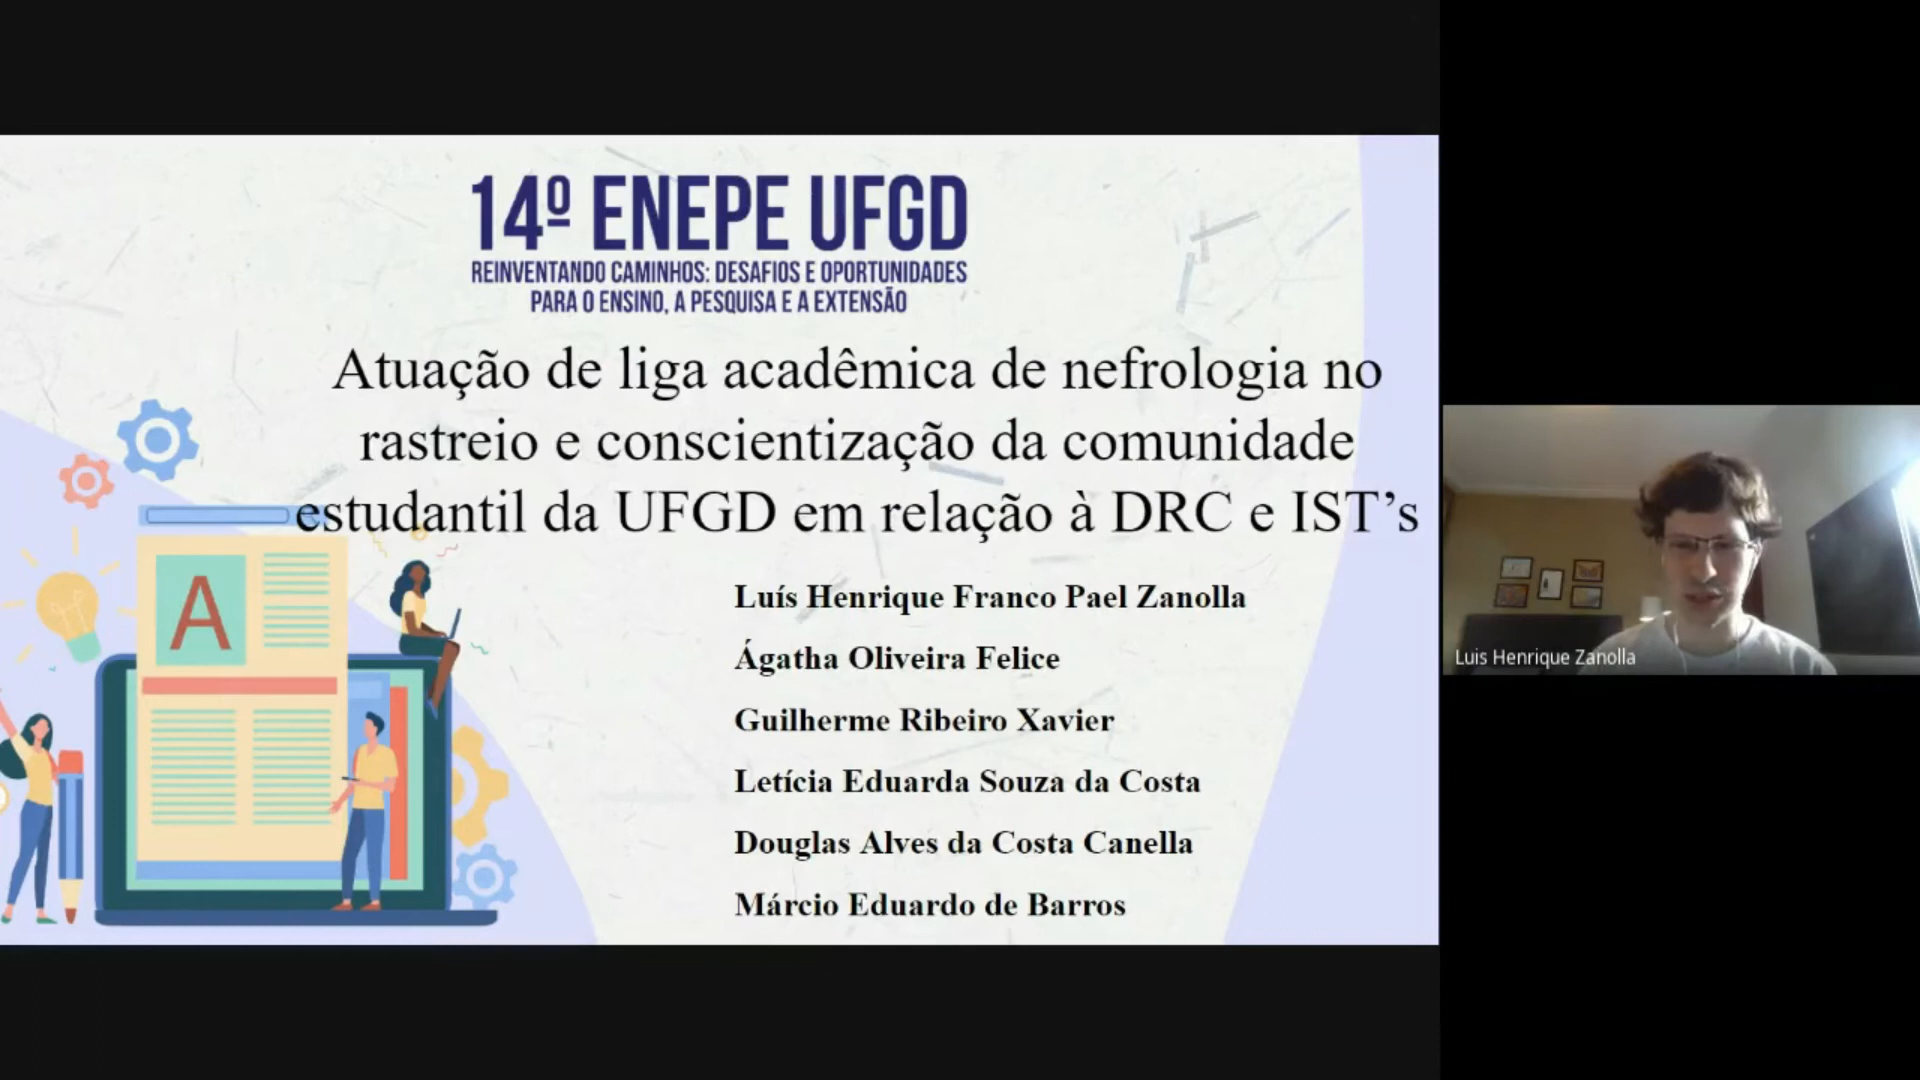 14º ENEPE UFGD
REINVENTANDO CAMINHOS: DESAFIOS E OPORTUNIDADES
PARA O ENSINO, A PESQUISA E A EXTENSÃO
Atuação de liga acadêmica de nefrologia no
rastreio e conscientização da comunidade
estudantil da UFGD em relação à DRC e IST’s
A
Luís Henrique Franco Pael Zanolla
Ágatha Oliveira Felice
Guilherme Ribeiro Xavier
Letícia Eduarda Souza da Costa
Douglas Alves da Costa Canella
Márcio Eduardo de Barros
Luis Henrique Zanolla